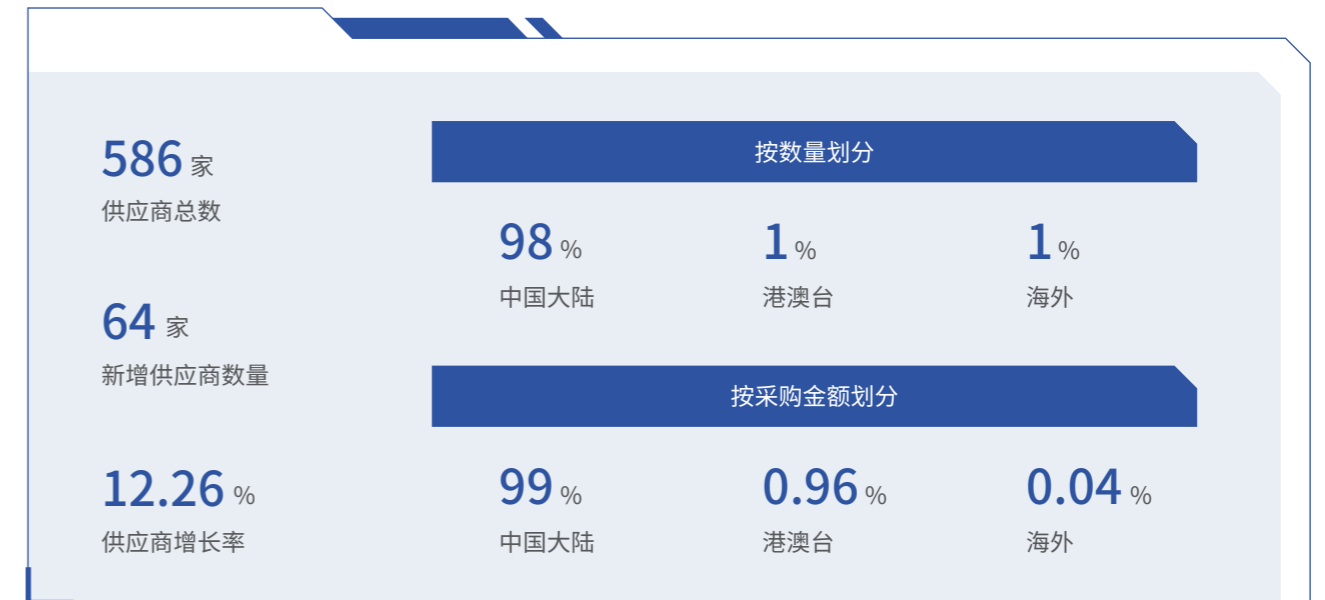 586 家
供应商总数
64 家
新增供应商数量
12.26 %
供应商增长率
按数量划分
98 % 1 % 1 %
中国大陆 港澳台 海外
按采购金额划分
99 % 0.96 % 0.04 %
中国大陆 港澳台 海外